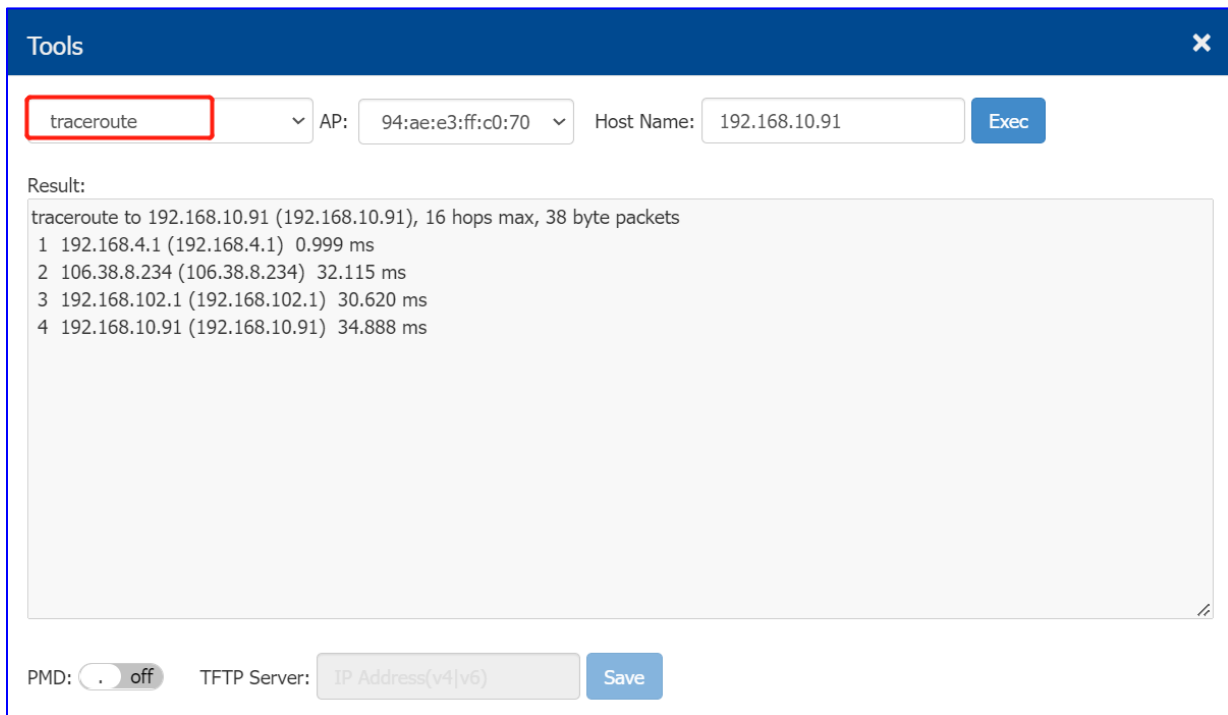 Tools
traceroute AP: 94:ae:e3:ff:c0:70 Host Name: 192.168.10.91 Exec
Result:
traceroute to 192.168.10.91 (192.168.10.91), 16 hops max, 38 byte packets
1 192.168.4.1 (192.168.4.1) 0.999 ms
2 106.38.8.234 (106.38.8.234) 32.115 ms
3 192.168.102.1 (192.168.102.1) 30.620 ms
4 192.168.10.91 (192.168.10.91) 34.888 ms
PMD: . off TFTP Server: IP Address(v4|v6) Save